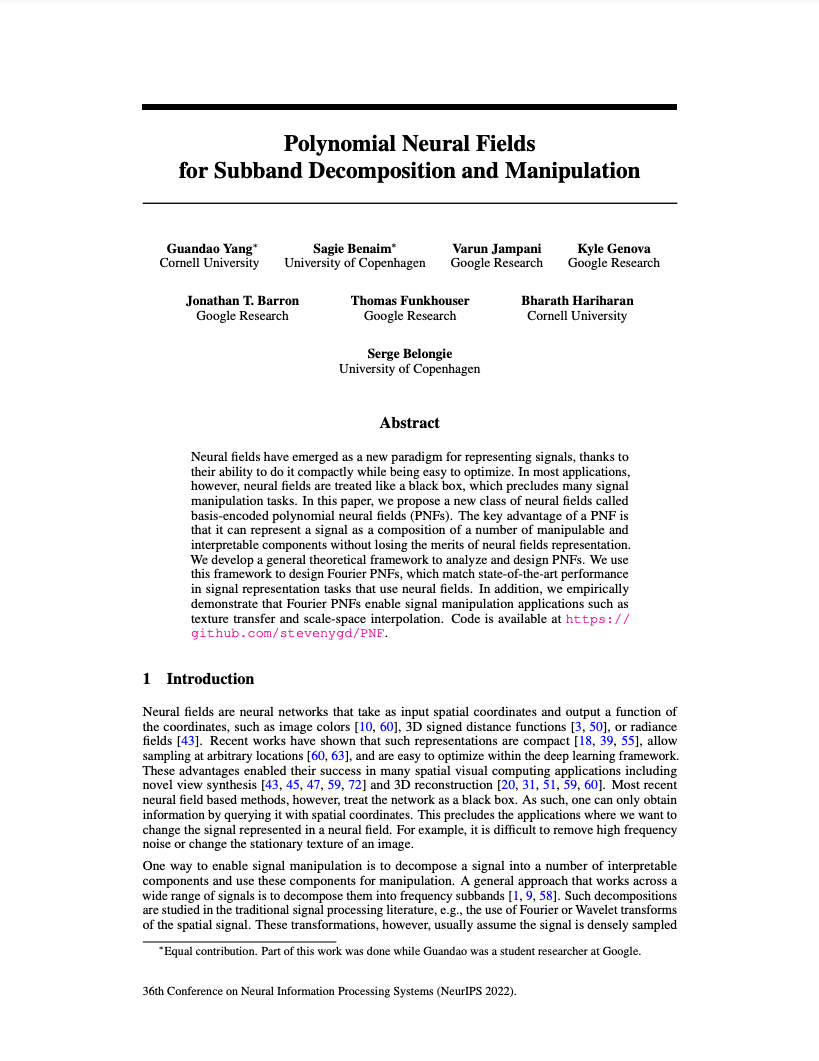 Polynomial Neural Fields
for Subband Decomposition and Manipulation
Guandao Yang* Sagie Benaim* Varun Jampani Kyle Genova
Cornell University University of Copenhagen Google Research Google Research
Jonathan T. Barron Thomas Funkhouser Bharath Hariharan
Google Research Google Research Cornell University
Serge Belongie
University of Copenhagen
Abstract
Neural fields have emerged as a new paradigm for representing signals, thanks to
their ability to do it compactly while being easy to optimize. In most applications,
however, neural fields are treated like a black box, which precludes many signal
manipulation tasks. In this paper, we propose a new class of neural fields called
basis-encoded polynomial neural fields (PNFs). The key advantage of a PNF is
that it can represent a signal as a composition of a number of manipulable and
interpretable components without losing the merits of neural fields representation.
We develop a general theoretical framework to analyze and design PNFs. We use
this framework to design Fourier PNFs, which match state-of-the-art performance
in signal representation tasks that use neural fields. In addition, we empirically
demonstrate that Fourier PNFs enable signal manipulation applications such as
texture transfer and scale-space interpolation. Code is available at https://
github.com/stevenygd/PNF.
1 Introduction
Neural fields are neural networks that take as input spatial coordinates and output a function of
the coordinates, such as image colors [10, 60], 3D signed distance functions [3, 50], or radiance
fields [43]. Recent works have shown that such representations are compact [18, 39, 55], allow
sampling at arbitrary locations [60, 63], and are easy to optimize within the deep learning framework.
These advantages enabled their success in many spatial visual computing applications including
novel view synthesis [43, 45, 47, 59, 72] and 3D reconstruction [20, 31, 51, 59, 60]. Most recent
neural field based methods, however, treat the network as a black box. As such, one can only obtain
information by querying it with spatial coordinates. This precludes the applications where we want to
change the signal represented in a neural field. For example, it is difficult to remove high frequency
noise or change the stationary texture of an image.
One way to enable signal manipulation is to decompose a signal into a number of interpretable
components and use these components for manipulation. A general approach that works across a
wide range of signals is to decompose them into frequency subbands [1, 9, 58]. Such decompositions
are studied in the traditional signal processing literature, e.g., the use of Fourier or Wavelet transforms
of the spatial signal. These transformations, however, usually assume the signal is densely sampled
*Equal contribution. Part of this work was done while Guandao was a student researcher at Google.
36th Conference on Neural Information Processing Systems (NeurIPS 2022).